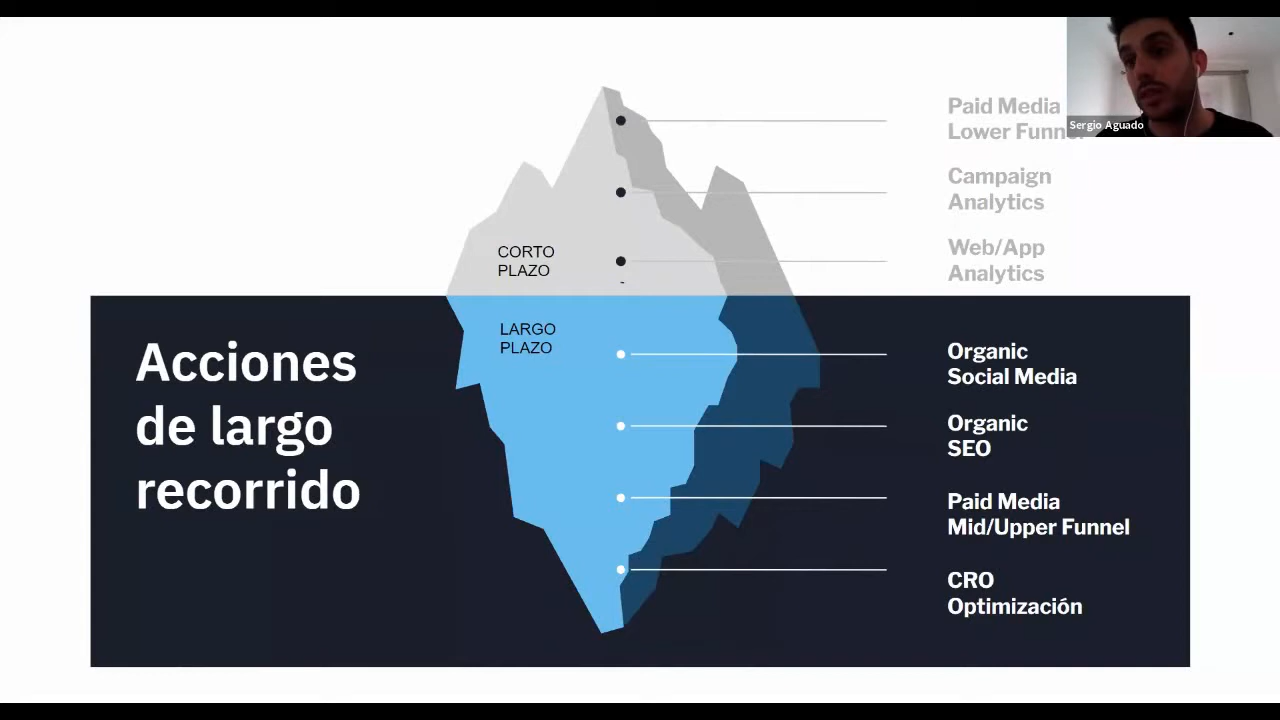 Paid Media
Lower Funnel
Sergio Aguado
Campaign
Analytics
Web/App
Analytics
CORTO
PLAZO
LARGO
PLAZO
Acciones
de largo
recorrido
Organic
Social Media
Organic
SEO
Paid Media
Mid/Upper Funnel
CRO
Optimización